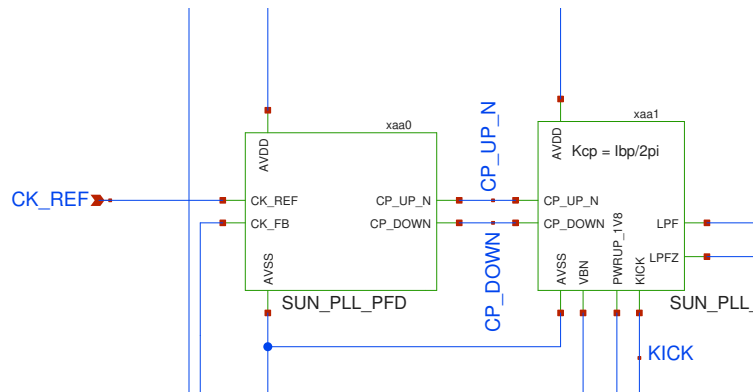 xaa0
xaa1
CP_UP_N
AVDD
AVDD
Kcp = Ibp/2pi
CK_REF
CK_REF
CP_UP_N
CP_UP_N
CK_FB
CP_DOWN
CP_DOWN
LPF
LPFZ
AVSS
AVSS
VBN
PWRUP_1V8
KICK
CP_DOWN
SUN_PLL_PFD
SUN_PLL_
KICK